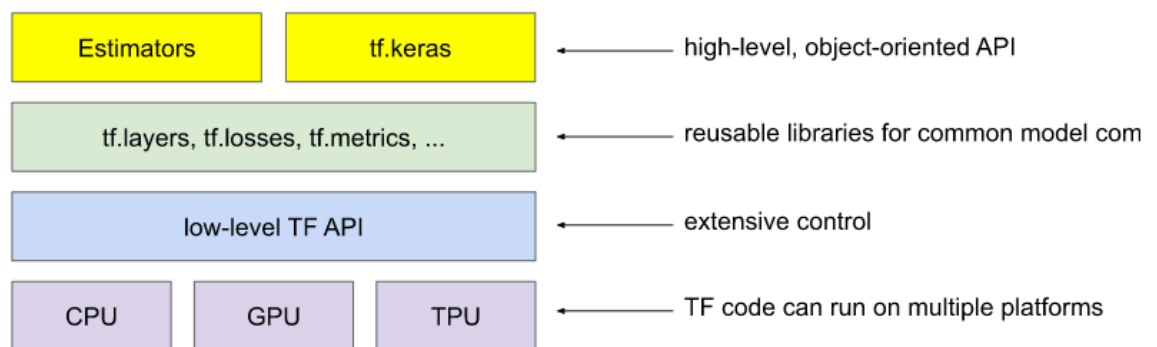 Estimators
tf.keras
high-level, object-oriented API
tf.layers, tf.losses, tf.metrics, ...
reusable libraries for common model com
low-level TF API
extensive control
CPU
GPU
TPU
TF code can run on multiple platforms